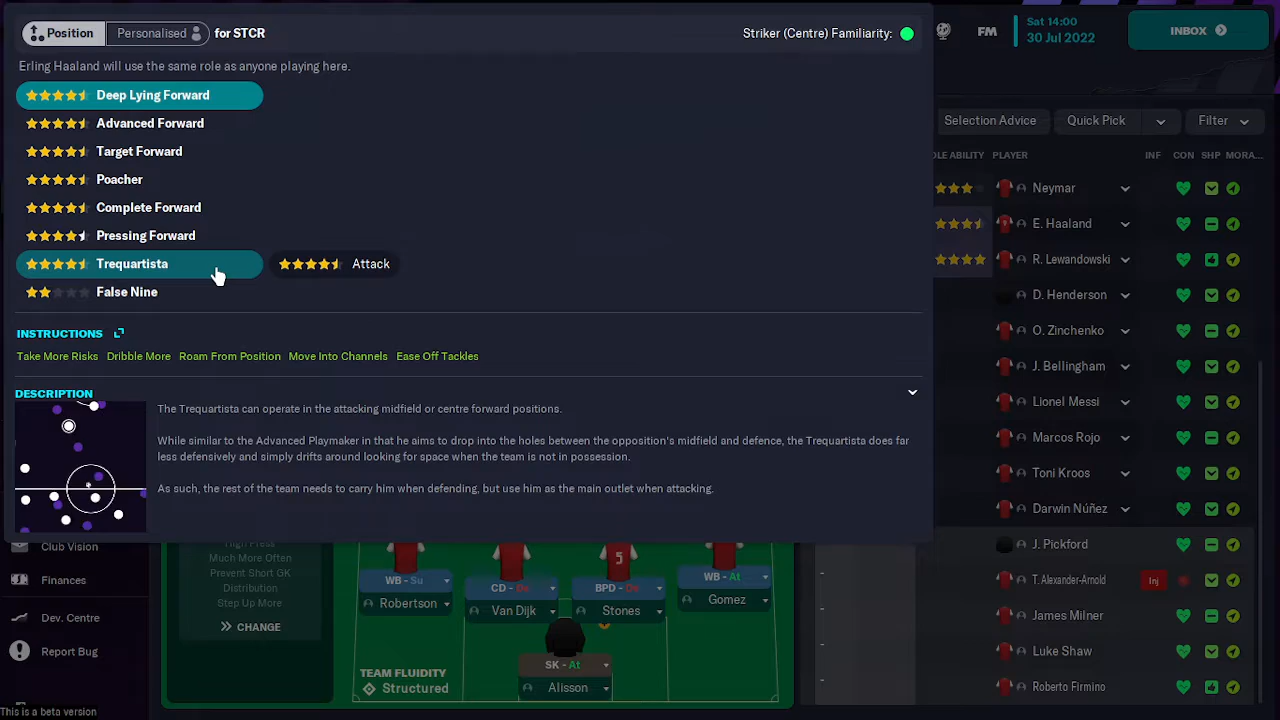 Position Personalised for STCR
Striker (Centre) Familiarity:
Erling Haaland will use the same role as anyone playing here.
Deep Lying Forward
Advanced Forward
Target Forward
Poacher
Complete Forward
Pressing Forward
Trequartista Attack
False Nine
INSTRUCTIONS
Take More Risks Dribble More Roam From Position Move Into Channels Ease Off Tackles
DESCRIPTION
The Trequartista can operate in the attacking midfield or centre forward positions.
While similar to the Advanced Playmaker in that he aims to drop into the holes between the opposition's midfield and defence, the Trequartista does far
less defensively and simply drifts around looking for space when the team is not in possession.
As such, the rest of the team needs to carry him when defending, but use him as the main outlet when attacking.
FM
Sat 14:00
30 Jul 2022
INBOX
Selection Advice Quick Pick Filter
ABILITY PLAYER INF CON SHP MORA...
Neymar
E. Haaland
R. Lewandowski
D. Henderson
O. Zinchenko
J. Bellingham
Lionel Messi
Marcos Rojo
Toni Kroos
Darwin Núñez
J. Pickford
T. Alexander-Arnold Inj
James Milner
Luke Shaw
Roberto Firmino
Club Vision
Finances
Dev. Centre
Report Bug
This is a beta version
High Press
Much More Often
Prevent Short GK
Distribution
Step Up More
CHANGE
5
WB - Su
Robertson
CD - De
Van Dijk
BPD - De
Stones
WB - At
Gomez
SK - At
Alisson
TEAM FLUIDITY
Structured